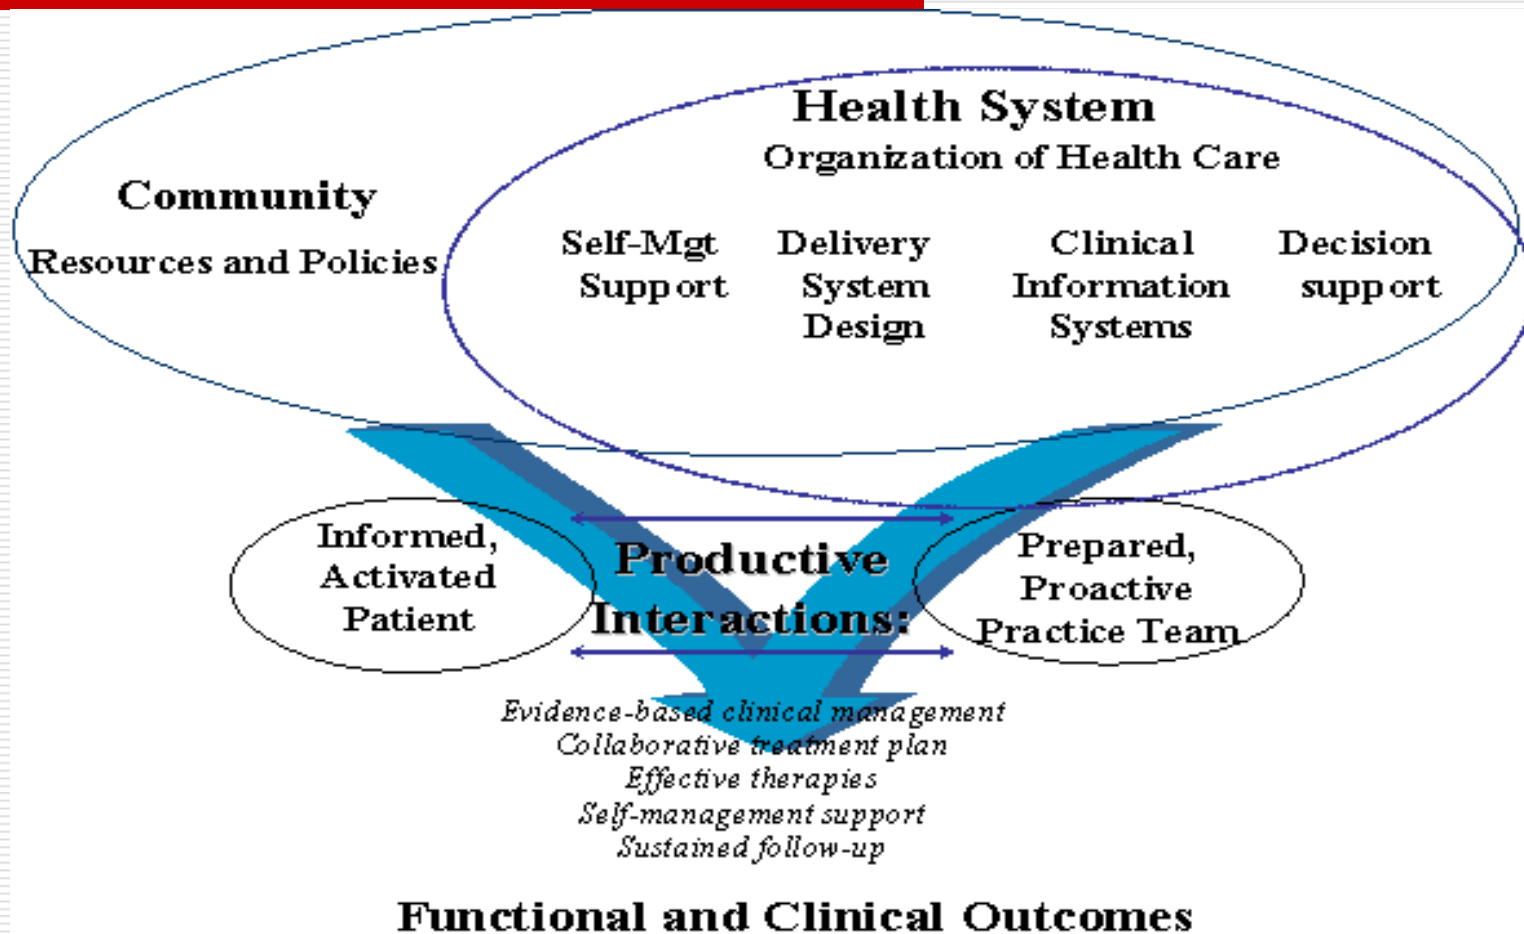 Health System
Organization of Health Care
Community
Resources and Policies
Self-Mgt
Support
Delivery
System
Design
Clinical
Information
Systems
Decision
support
Informed,
Activated
Patient
Productive
Interactions:
Prepared,
Proactive
Practice Team
Evidence-based clinical management
Collaborative treatment plan
Effective therapies
Self-management support
Sustained follow-up
Functional and Clinical Outcomes